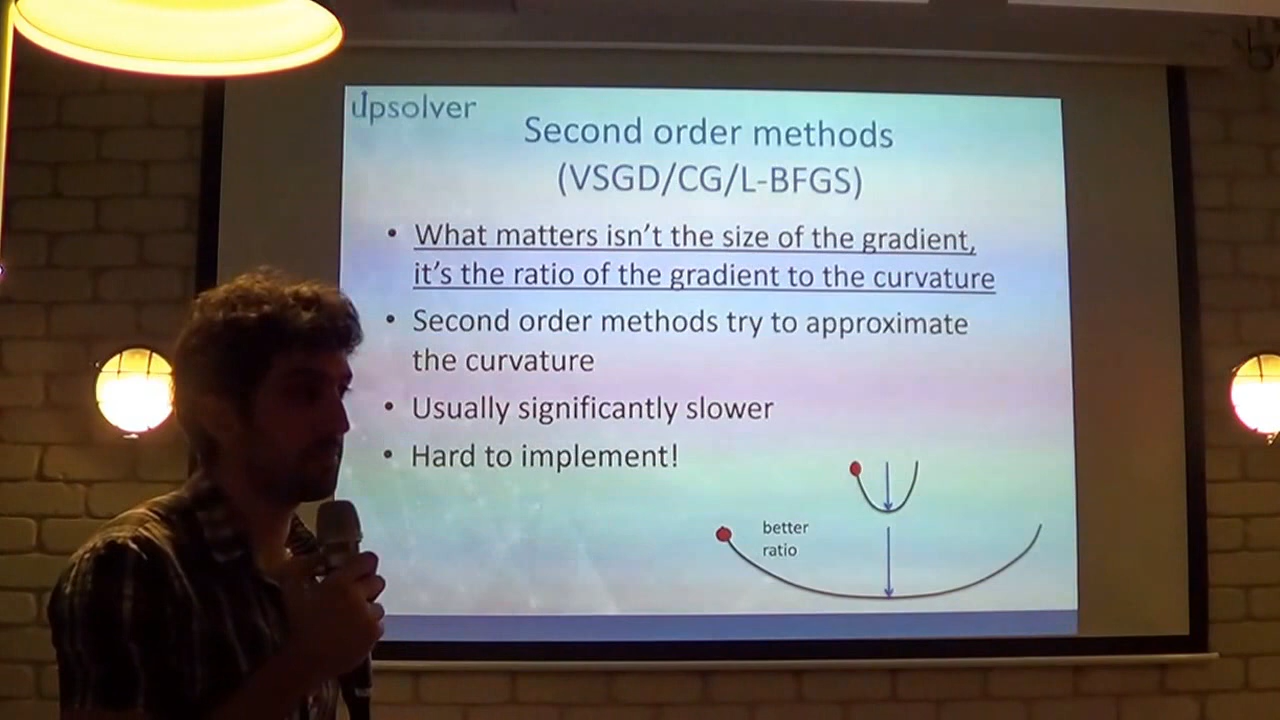 Upsolver
Second order methods
(VSGD/CG/L-BFGS)
• What matters isn't the size of the gradient,
it's the ratio of the gradient to the curvature
• Second order methods try to approximate
the curvature
• Usually significantly slower
• Hard to implement!
better
ratio